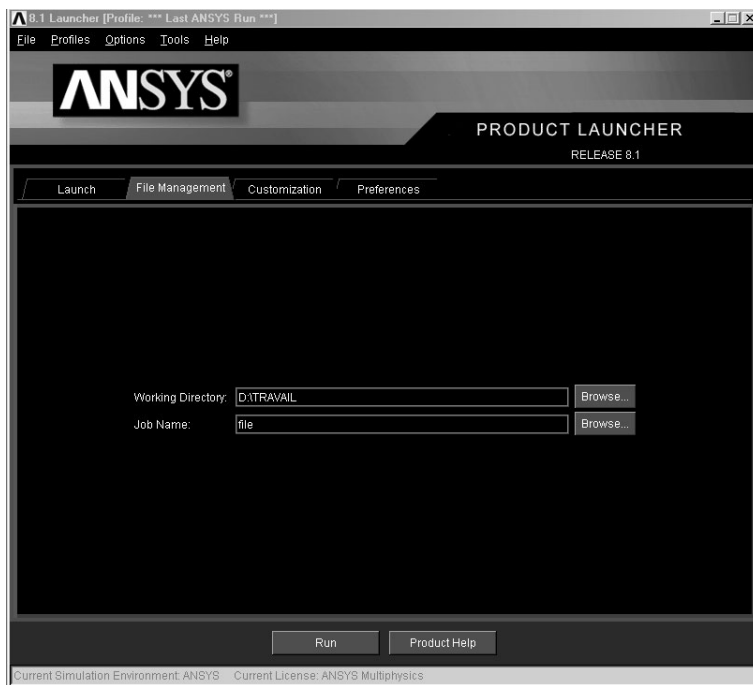 8.1 Launcher [Profile: *** Last ANSYS Run ***]
File Profiles Options Tools Help
ANSYS®
PRODUCT LAUNCHER
RELEASE 8.1
Launch File Management Customization Preferences
Working Directory: D:\TRAVAIL Browse...
Job Name: file Browse...
Run Product Help
Current Simulation Environment: ANSYS Current License: ANSYS Multiphysics